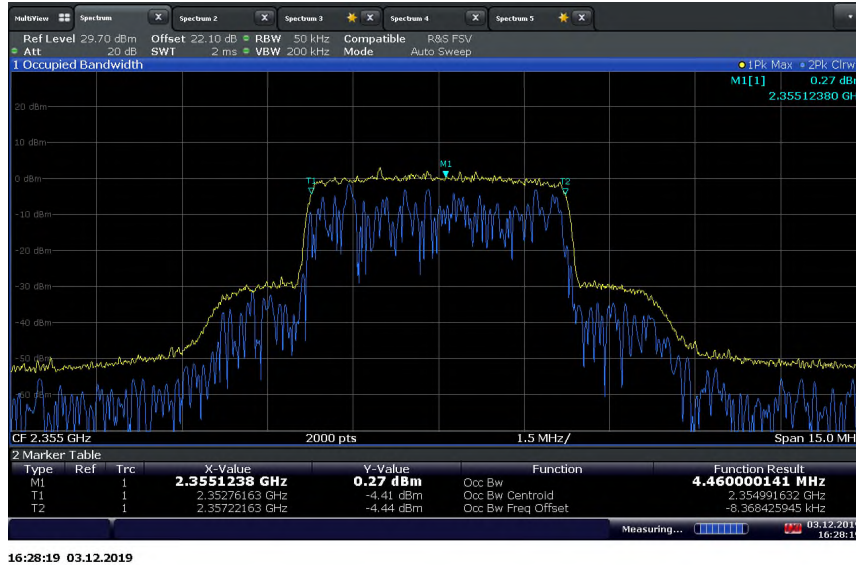 MultiView Spectrum X Spectrum 2 X Spectrum 3 X Spectrum 4 X Spectrum 5 X
Ref Level 29.70 dBm Offset 22.10 dB RBW 50 kHz Compatible R&S FSV
Att 20 dB SWT 2 ms VBW 200 kHz Mode Auto Sweep
1 Occupied Bandwidth 1Pk Max 2Pk Clrw
M1[1] 0.27 dBm
2.35512380 GH
20 dBm
10 dBm
M1
0 dBm T1 T2
-10 dBm
-20 dBm
-30 dBm
-40 dBm
-50 dBm
-60 dBm
CF 2.355 GHz 2000 pts 1.5 MHz/ Span 15.0 MH
2 Marker Table
Type Ref Trc X-Value Y-Value Function Function Result
M1 1 2.3551238 GHz 0.27 dBm Occ Bw 4.460000141 MHz
T1 1 2.35276163 GHz -4.41 dBm Occ Bw Centroid 2.354991632 GHz
T2 1 2.35722163 GHz -4.44 dBm Occ Bw Freq Offset -8.368425945 kHz
Measuring... 03.12.2019
16:28:19
16:28:19 03.12.2019